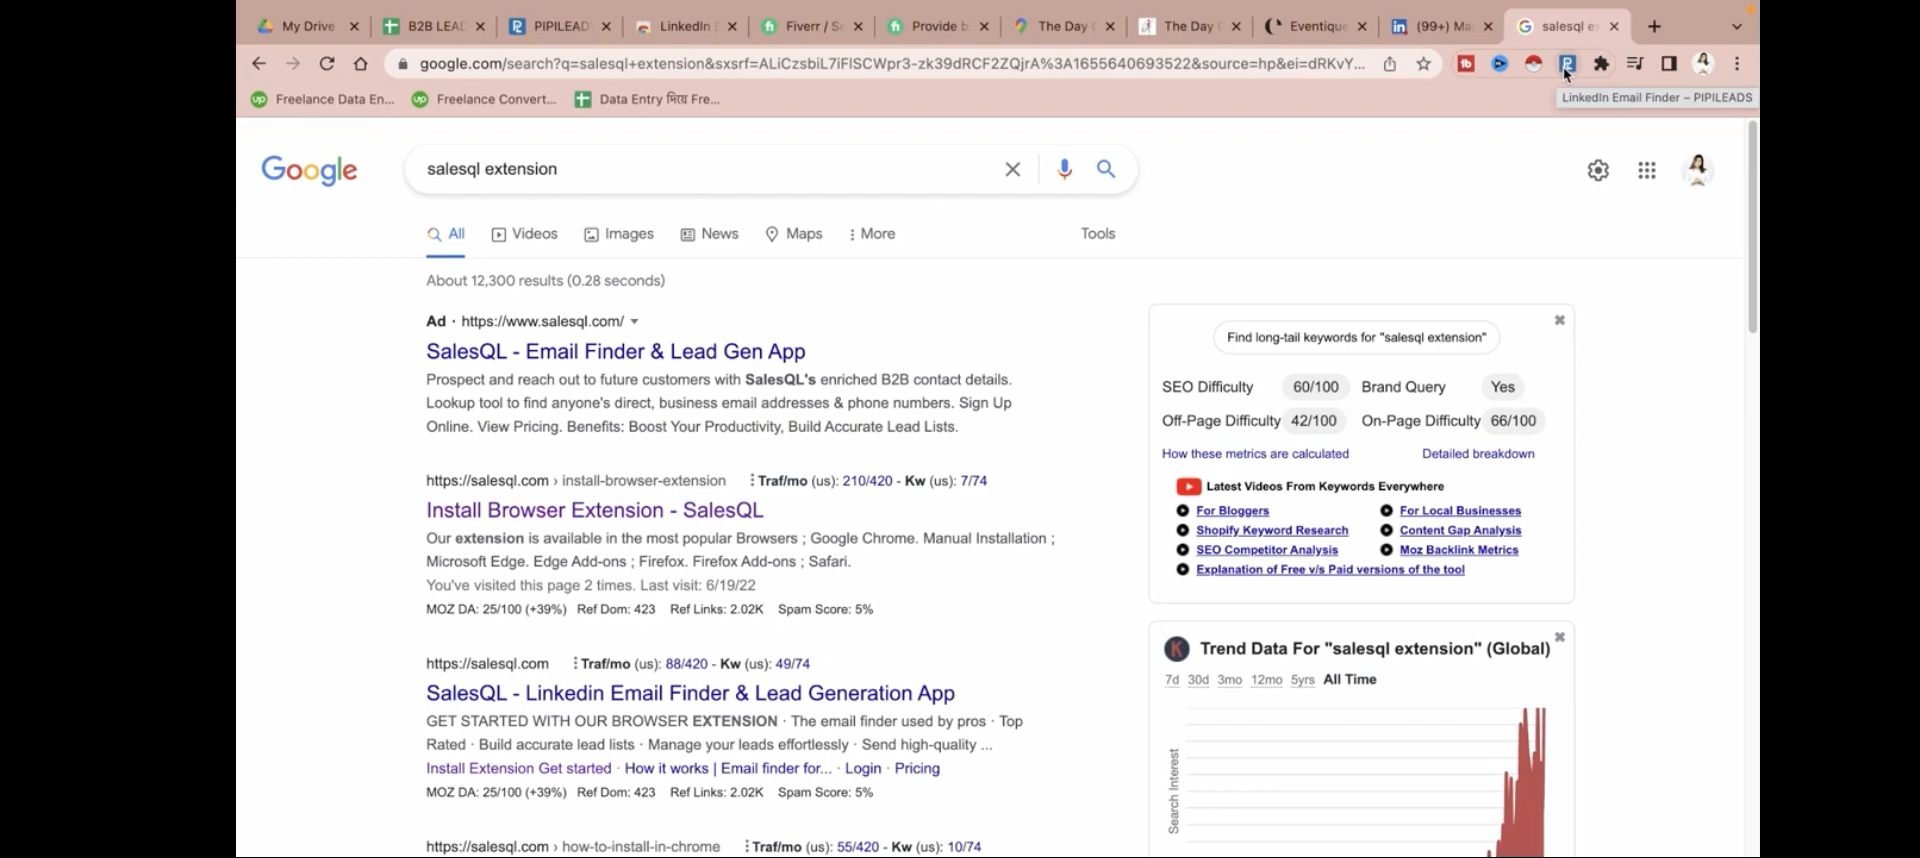 My Drive
B2B LEAD
PIPILEAD
LinkedIn
Fiverr / Se
Provide b
The Day
The Day
Eventique
(99+) Ma
salesql ex
google.com/search?q=salesql+extension&sxsrf=ALiCzsbiL7iFlSCWpr3-zk39dRCF2ZQjrA%3A1655640693522&source=hp&ei=dRKvY...
Freelance Data En...
Freelance Convert...
Data Entry দিয়ে Fre...
LinkedIn Email Finder – PIPILEADS
Google
salesql extension
All
Videos
Images
News
Maps
More
Tools
About 12,300 results (0.28 seconds)
Ad · https://www.salesql.com/
SalesQL - Email Finder & Lead Gen App
Prospect and reach out to future customers with SalesQL's enriched B2B contact details.
Lookup tool to find anyone's direct, business email addresses & phone numbers. Sign Up
Online. View Pricing. Benefits: Boost Your Productivity, Build Accurate Lead Lists.
https://salesql.com › install-browser-extension Traf/mo (us): 210/420 - Kw (us): 7/74
Install Browser Extension - SalesQL
Our extension is available in the most popular Browsers ; Google Chrome. Manual Installation ;
Microsoft Edge. Edge Add-ons ; Firefox. Firefox Add-ons ; Safari.
You've visited this page 2 times. Last visit: 6/19/22
MOZ DA: 25/100 (+39%) Ref Dom: 423 Ref Links: 2.02K Spam Score: 5%
https://salesql.com Traf/mo (us): 88/420 - Kw (us): 49/74
SalesQL - Linkedin Email Finder & Lead Generation App
GET STARTED WITH OUR BROWSER EXTENSION · The email finder used by pros · Top
Rated · Build accurate lead lists · Manage your leads effortlessly · Send high-quality ...
Install Extension Get started · How it works | Email finder for... · Login · Pricing
MOZ DA: 25/100 (+39%) Ref Dom: 423 Ref Links: 2.02K Spam Score: 5%
https://salesql.com › how-to-install-in-chrome Traf/mo (us): 55/420 - Kw (us): 10/74
Find long-tail keywords for "salesql extension"
SEO Difficulty 60/100 Brand Query Yes
Off-Page Difficulty 42/100 On-Page Difficulty 66/100
How these metrics are calculated Detailed breakdown
Latest Videos From Keywords Everywhere
For Bloggers For Local Businesses
Shopify Keyword Research Content Gap Analysis
SEO Competitor Analysis Moz Backlink Metrics
Explanation of Free v/s Paid versions of the tool
Trend Data For "salesql extension" (Global)
7d 30d 3mo 12mo 5yrs All Time
Search Interest